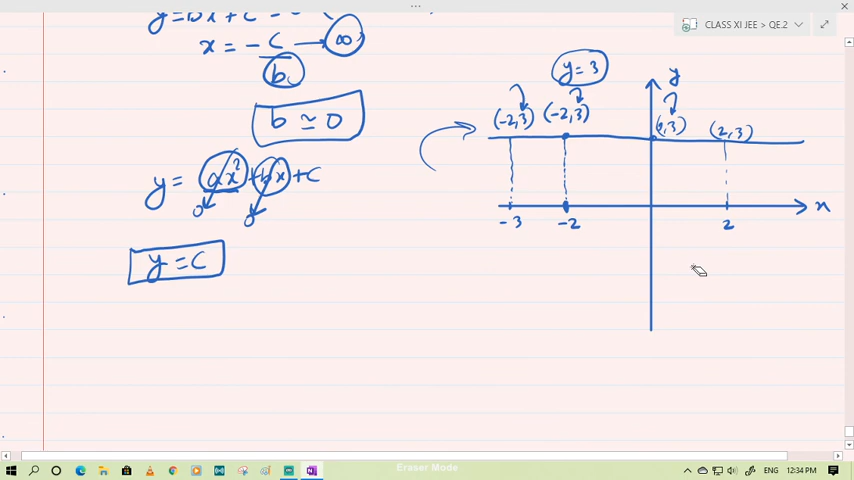 CLASS XI JEE > QE.2
y=bx+c
x = -c/b → ∞
b ≃ 0
y = ax² + bx + c
0 0
y = c
y = 3
y
(-2,3) (-2,3) (0,3) (2,3)
x
-3 -2 2
Eraser Mode
ENG 12:34 PM